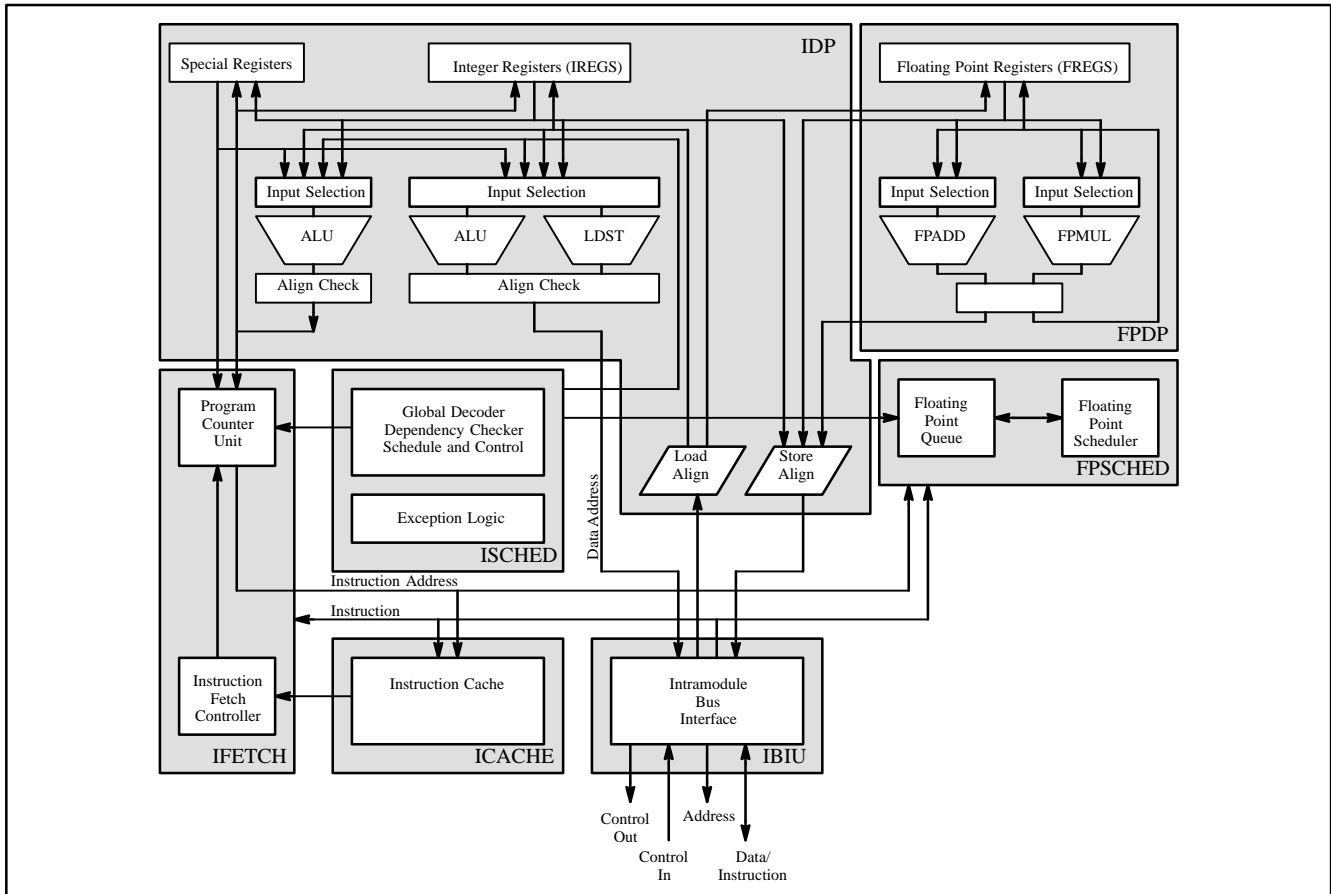 IDP
Special Registers
Integer Registers (IREGS)
Floating Point Registers (FREGS)
Input Selection
Input Selection
Input Selection
Input Selection
ALU
ALU
LDST
FPADD
FPMUL
Align Check
Align Check
FPDP
Program
Counter
Unit
Global Decoder
Dependency Checker
Schedule and Control
Floating
Point
Queue
Floating
Point
Scheduler
Load
Align
Store
Align
FPSCHED
Exception Logic
ISCHED
Data Address
Instruction Address
Instruction
Instruction
Fetch
Controller
Instruction Cache
Intramodule
Bus
Interface
IFETCH
ICACHE
IBIU
Control
Out
Address
Control
In
Data/
Instruction